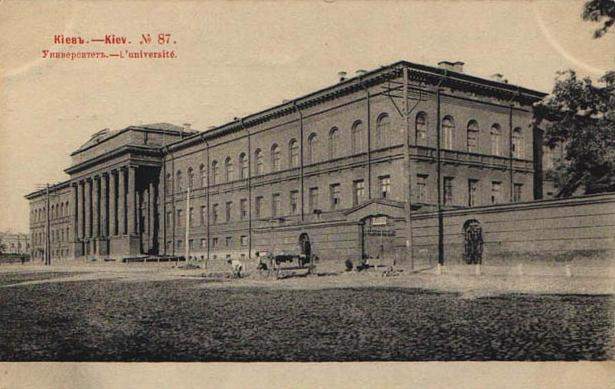 Кіевъ.—Kiev. № 87.
Университетъ.—L'université.